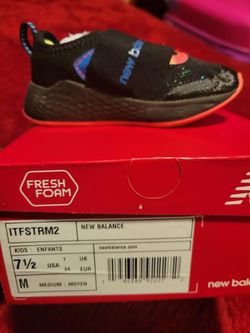 new balance
FRESH
FOAM
new balance
ITFSTRM2
NEW BALANCE
KIDS ENFANTS
newbalance.com
7½ USA 7 UK
24 EUR
M MEDIUM - MOYEN